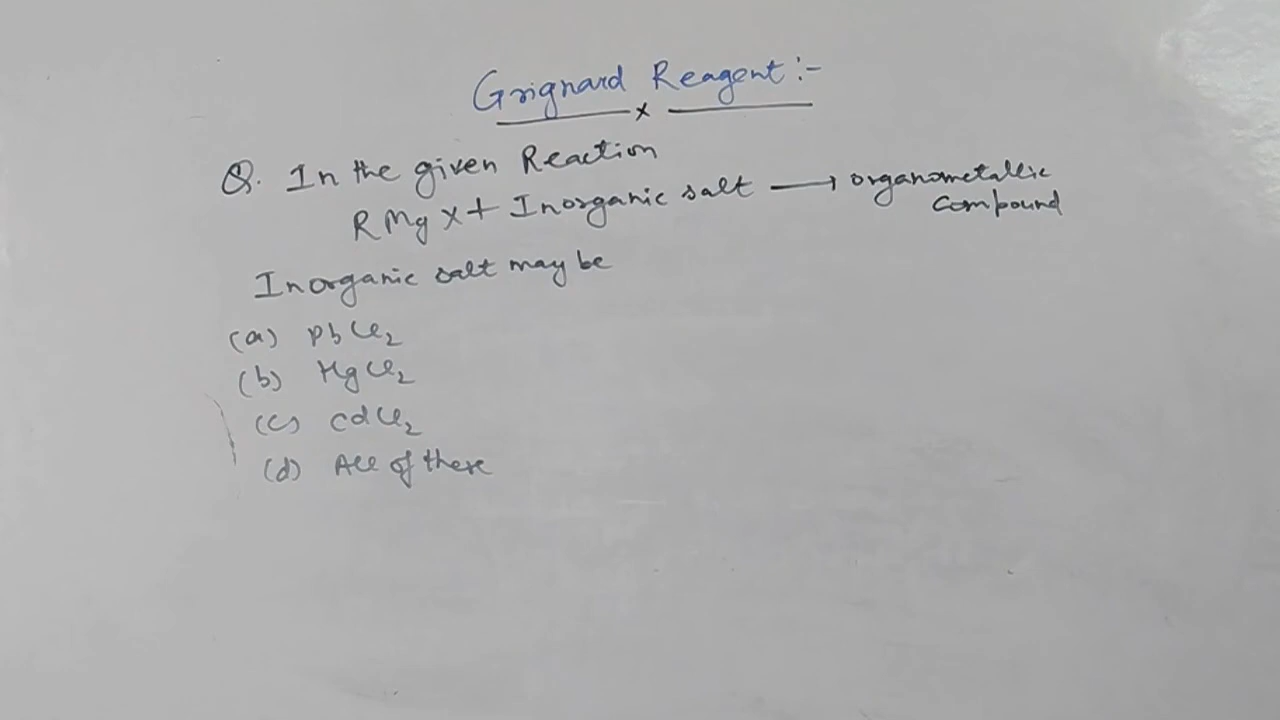 Grignard Reagent:-
x
Q. In the given Reaction
RMgX + Inorganic salt ⟶ organometallic
compound
Inorganic salt may be
(a) PbCl₂
(b) HgCl₂
(c) CdCl₂
(d) All of these